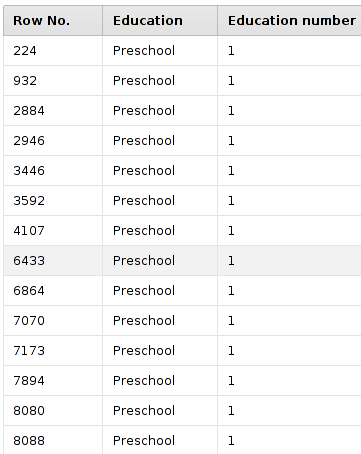 Row No. Education Education number
224 Preschool 1
932 Preschool 1
2884 Preschool 1
2946 Preschool 1
3446 Preschool 1
3592 Preschool 1
4107 Preschool 1
6433 Preschool 1
6864 Preschool 1
7070 Preschool 1
7173 Preschool 1
7894 Preschool 1
8080 Preschool 1
8088 Preschool 1